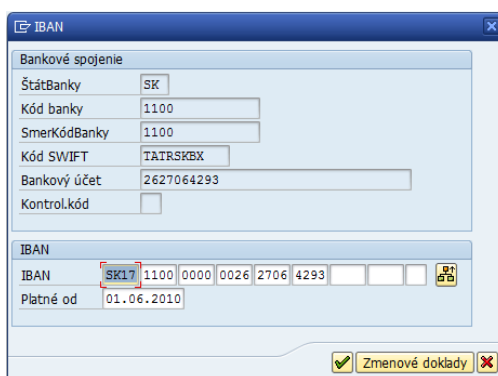 IBAN
Bankové spojenie
ŠtátBanky SK
Kód banky 1100
SmerKódBanky 1100
Kód SWIFT TATRSKBX
Bankový účet 2627064293
Kontrol.kód
IBAN
IBAN SK17 1100 0000 0026 2706 4293
Platné od 01.06.2010
Zmenové doklady